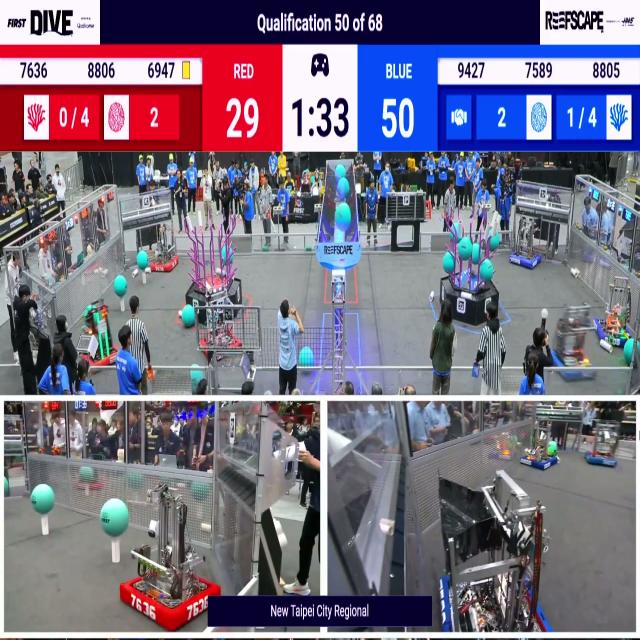 FIRST DIVE
Qualification 50 of 68
REEFSCAPE
7636 8806 6947
RED
BLUE
9427 7589 8805
0 / 4
2
29
1:33
50
2
1 / 4
REEFSCAPE
7636
New Taipei City Regional